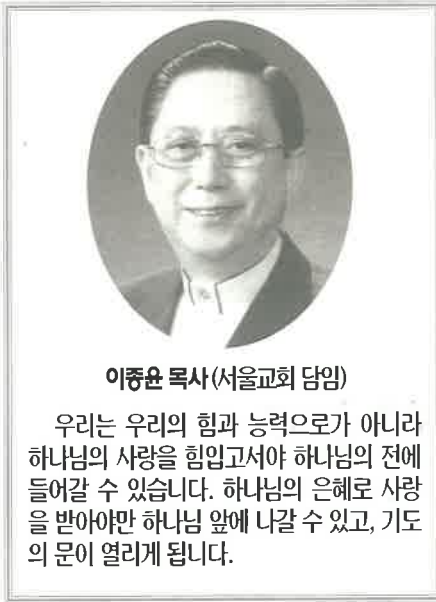 이종윤 목사(서울교회 담임)
우리는 우리의 힘과 능력으로가 아니라
하나님의 사랑을 힘입고서야 하나님의 전에
들어갈 수 있습니다. 하나님의 은혜로 사랑
을 받아야만 하나님 앞에 나갈 수 있고, 기도
의 문이 열리게 됩니다.